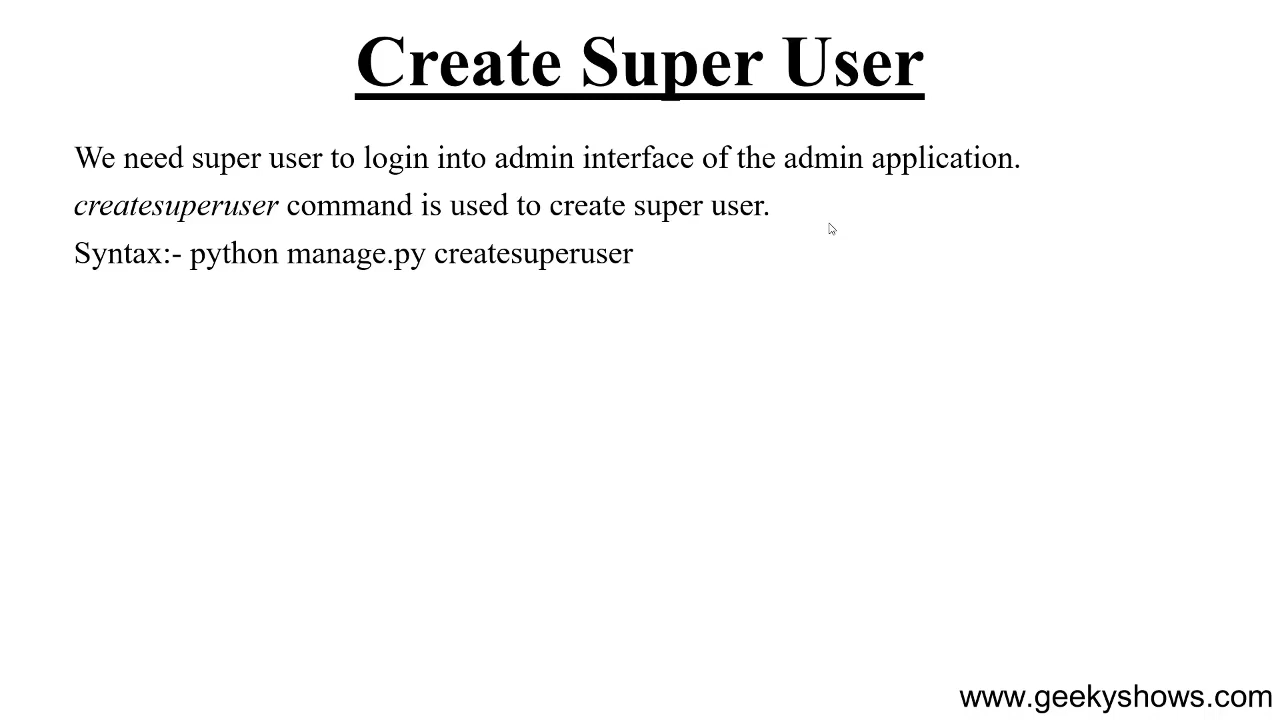 Create Super User
We need super user to login into admin interface of the admin application.
createsuperuser command is used to create super user.
Syntax:- python manage.py createsuperuser
www.geekyshows.com